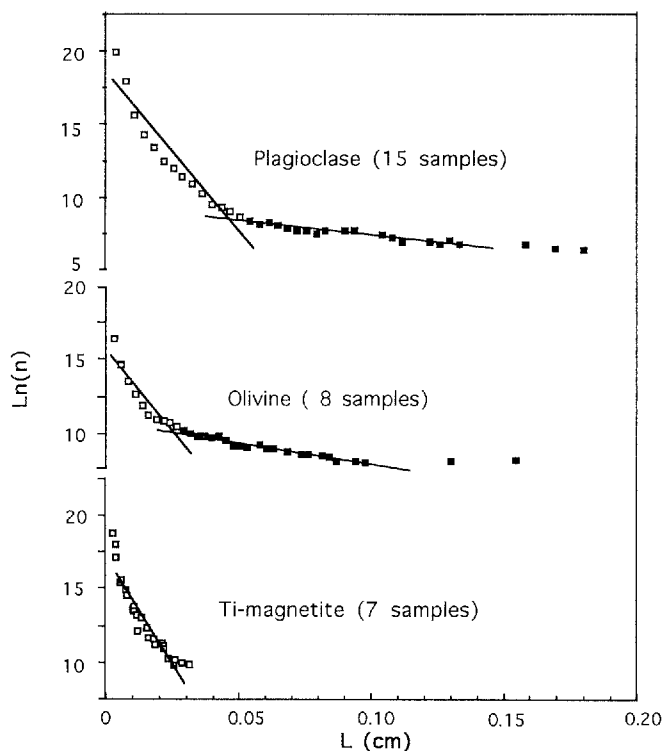 20
15
Plagioclase (15 samples)
10
5
20
Ln(n)
15
Olivine ( 8 samples)
10
20
15
Ti-magnetite (7 samples)
10
0 0.05 0.10 0.15 0.20
L (cm)